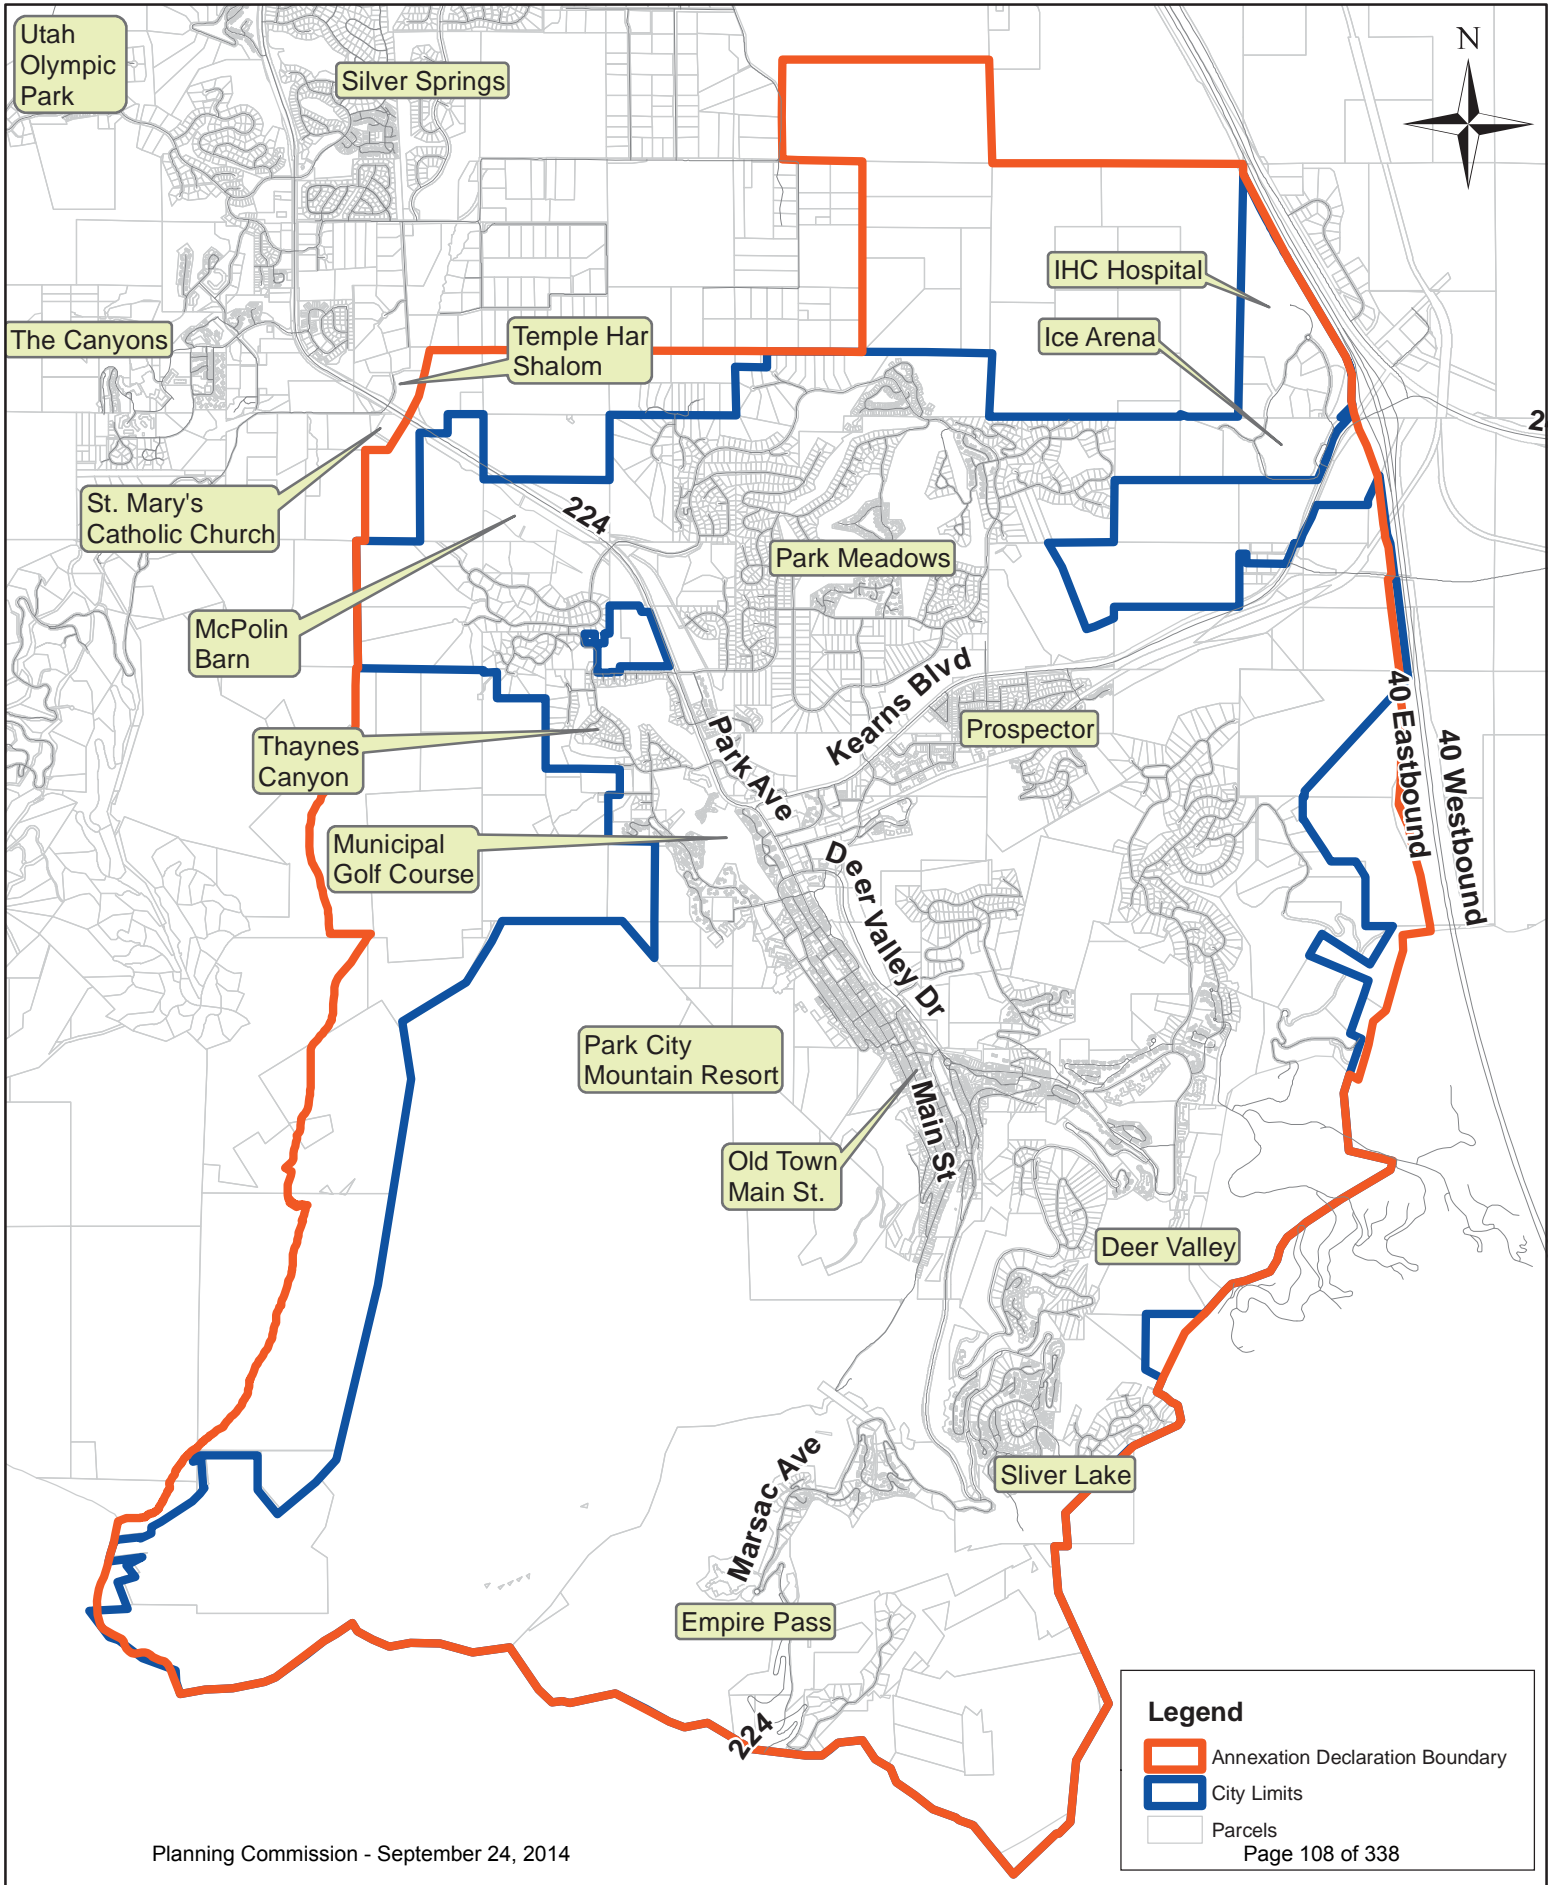 Utah
Olympic
Park
Silver Springs
N
IHC Hospital
The Canyons
Temple Har
Shalom
Ice Arena
2
St. Mary's
Catholic Church
224
Park Meadows
McPolin
Barn
Kearns Blvd
40 Eastbound
Thaynes
Canyon
Park Ave
Prospector
40 Westbound
Municipal
Golf Course
Deer Valley Dr
Park City
Mountain Resort
Main St
Old Town
Main St.
Deer Valley
Marsac Ave
Sliver Lake
Empire Pass
224
Legend
Annexation Declaration Boundary
City Limits
Parcels
Planning Commission - September 24, 2014
Page 108 of 338